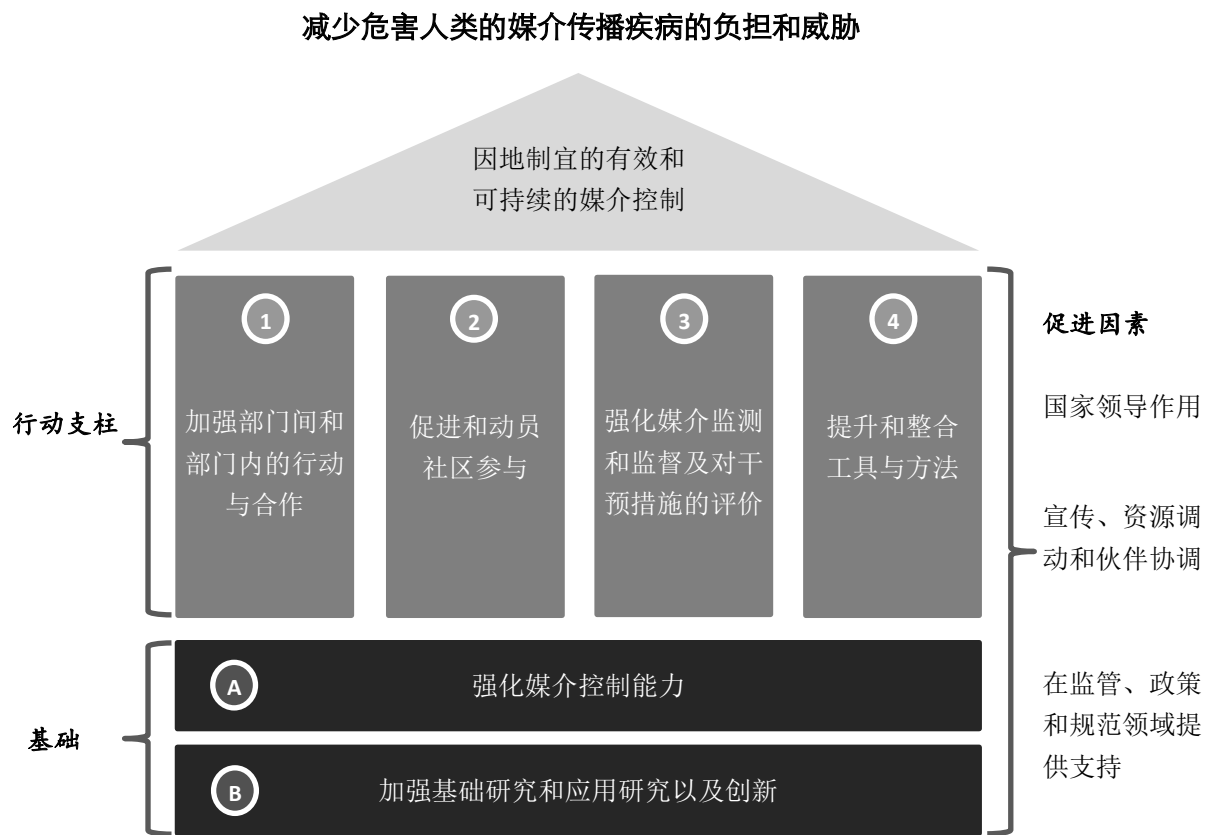 减少危害人类的媒介传播疾病的负担和威胁
因地制宜的有效和
可持续的媒介控制
行动支柱
1
加强部门间和
部门内的行动
与合作
2
促进和动员
社区参与
3
强化媒介监测
和监督及对干
预措施的评价
4
提升和整合
工具与方法
基础
A
强化媒介控制能力
B
加强基础研究和应用研究以及创新
促进因素
国家领导作用
宣传、资源调
动和伙伴协调
在监管、政策
和规范领域提
供支持